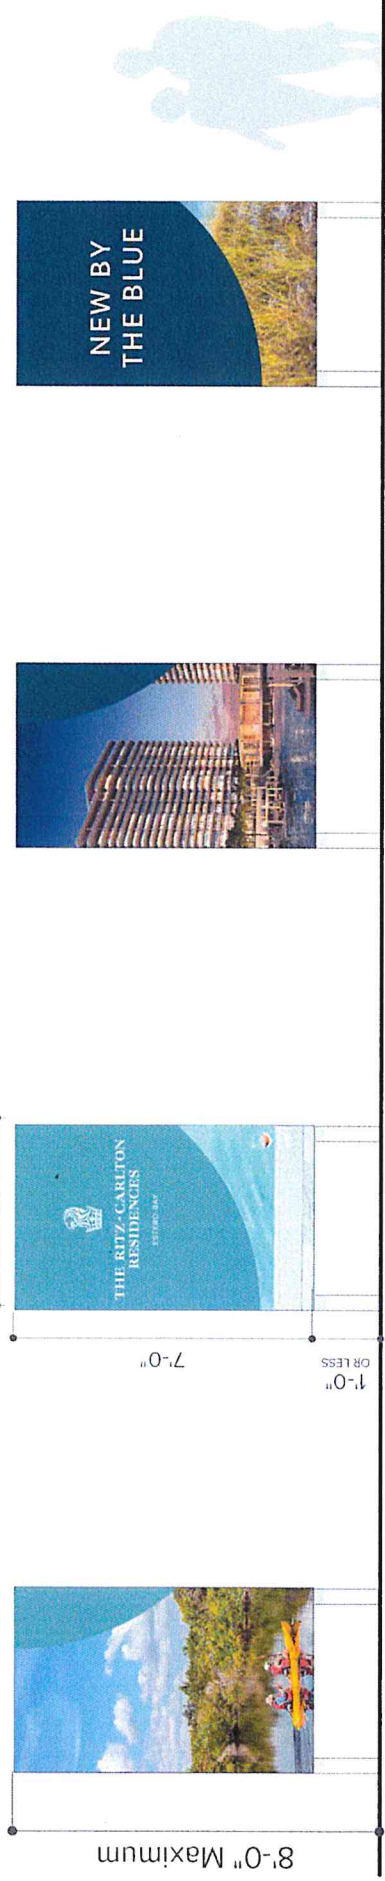 8'-0" Maximum
7'-0"
1'-0"
OR LESS
THE RITZ-CARLTON
RESIDENCES
ESTERO BAY
NEW BY
THE BLUE